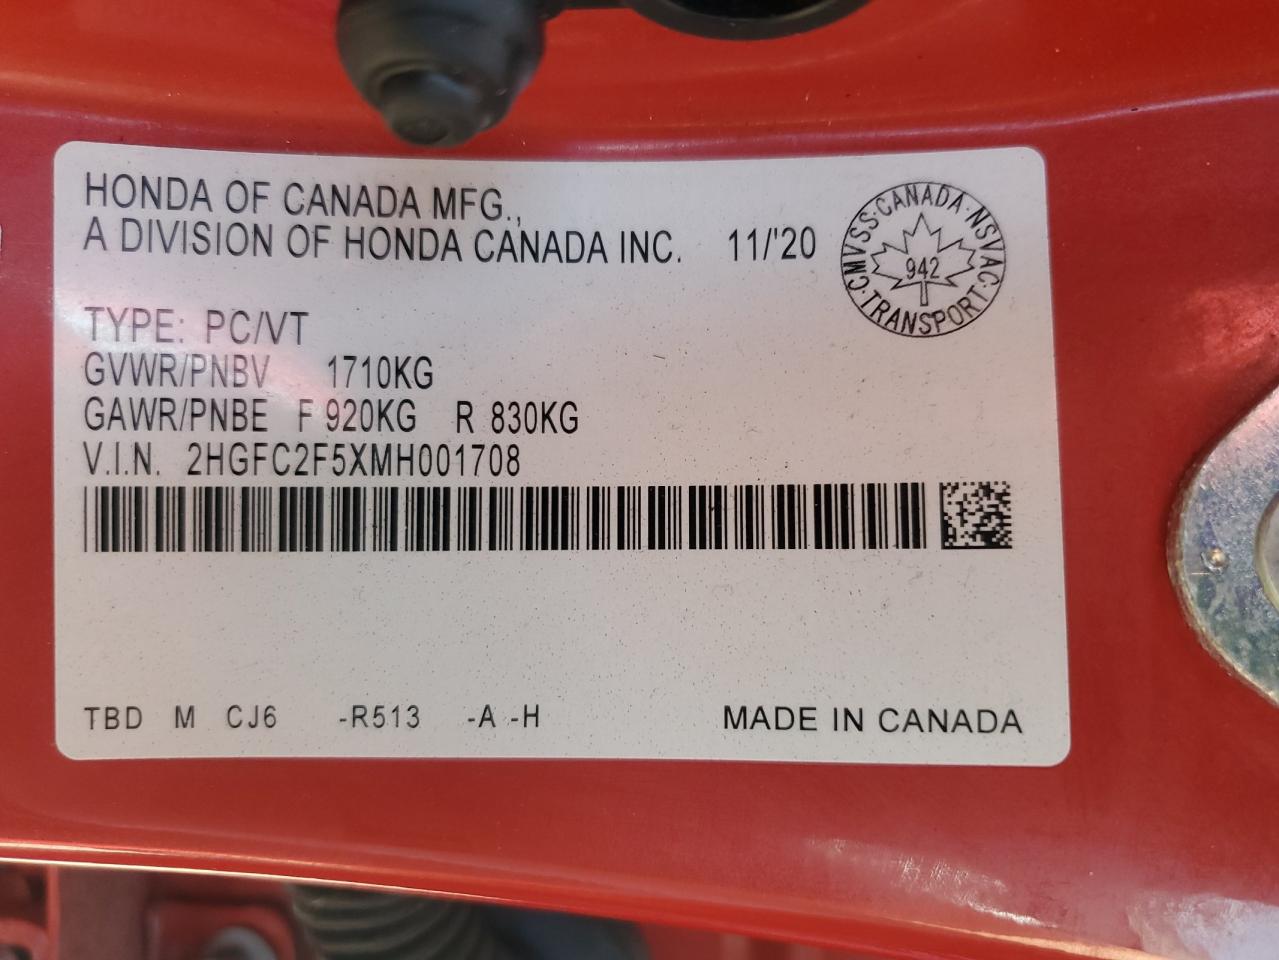 HONDA OF CANADA MFG.,
A DIVISION OF HONDA CANADA INC. 11/'20
CMVSS·CANADA·NSVAC·TRANSPORT·
942
TYPE: PC/VT
GVWR/PNBV 1710KG
GAWR/PNBE F 920KG R 830KG
V.I.N. 2HGFC2F5XMH001708
TBD M CJ6 -R513 -A -H MADE IN CANADA